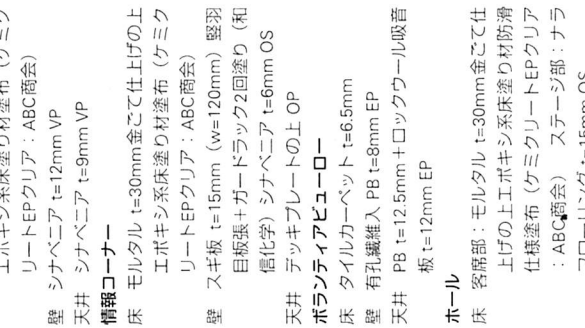 エポキシ系床塗り材塗布（ケミク
リートEPクリア：ABC商会）
壁 シナベニア t=12mm VP
天井 シナベニア t=9mm VP
情報コーナー
床 モルタル t=30mm金ごて仕上げの上
エポキシ系床塗り材塗布（ケミク
リートEPクリア：ABC商会）
壁 スギ板 t=15mm（w=120mm）竪羽
目板張＋ガードラック2回塗り（和
信化学）シナベニア t=6mm OS
天井 デッキプレートの上 OP
ボランティアビューロー
床 タイルカーペット t=6.5mm
壁 有孔繊維入 PB t=8mm EP
天井 PB t=12.5mm＋ロックウール吸音
板 t=12mm EP
ホール
床 客席部：モルタル t=30mm金ごて仕
上げの上エポキシ系床塗り材防滑
仕様塗布（ケミクリートEPクリア
：ABC商会） ステージ部：ナラ
フローリング t=15mm OS